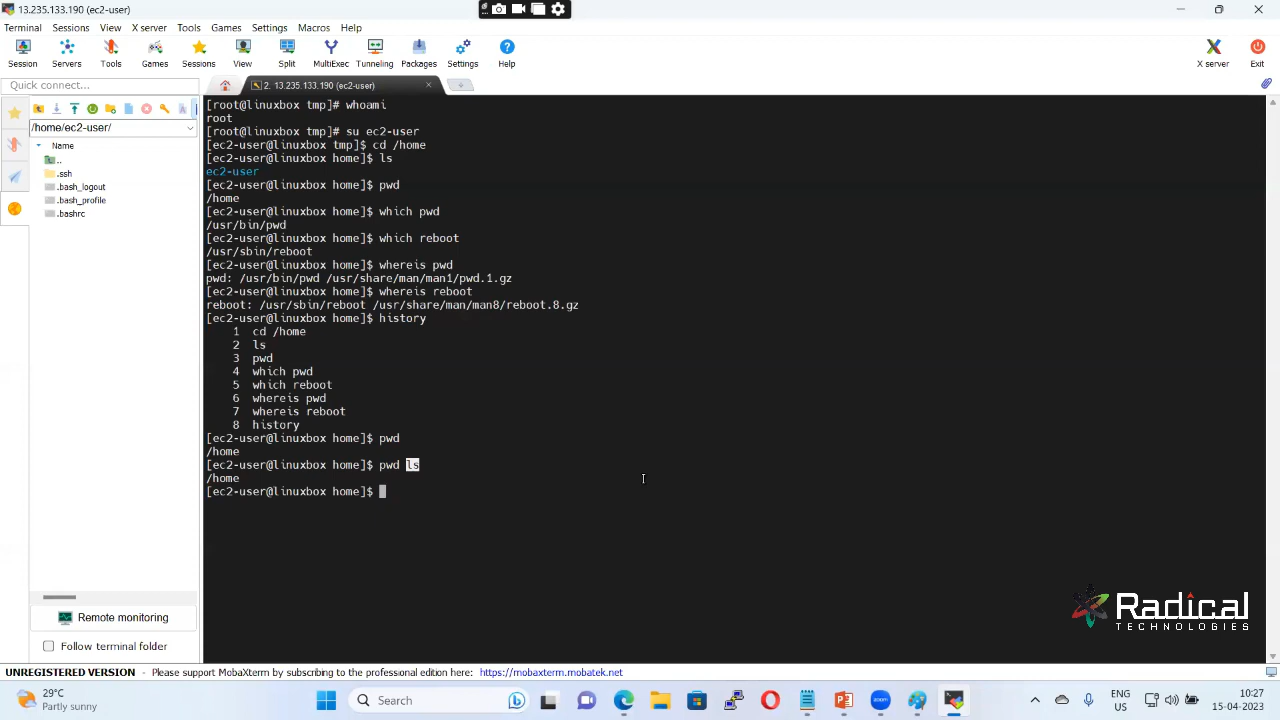 13.235.133.190 (ec2-user)
Terminal Sessions View X server Tools Games Settings Macros Help
Session Servers Tools Games Sessions View Split MultiExec Tunneling Packages Settings Help X server Exit
Quick connect...
2. 13.235.133.190 (ec2-user)
/home/ec2-user/
Name
..
.ssh
.bash_logout
.bash_profile
.bashrc
[root@linuxbox tmp]# whoami
root
[root@linuxbox tmp]# su ec2-user
[ec2-user@linuxbox tmp]$ cd /home
[ec2-user@linuxbox home]$ ls
ec2-user
[ec2-user@linuxbox home]$ pwd
/home
[ec2-user@linuxbox home]$ which pwd
/usr/bin/pwd
[ec2-user@linuxbox home]$ which reboot
/usr/sbin/reboot
[ec2-user@linuxbox home]$ whereis pwd
pwd: /usr/bin/pwd /usr/share/man/man1/pwd.1.gz
[ec2-user@linuxbox home]$ whereis reboot
reboot: /usr/sbin/reboot /usr/share/man/man8/reboot.8.gz
[ec2-user@linuxbox home]$ history
1 cd /home
2 ls
3 pwd
4 which pwd
5 which reboot
6 whereis pwd
7 whereis reboot
8 history
[ec2-user@linuxbox home]$ pwd
/home
[ec2-user@linuxbox home]$ pwd ls
/home
[ec2-user@linuxbox home]$
Remote monitoring
Follow terminal folder
Radical
TECHNOLOGIES
UNREGISTERED VERSION - Please support MobaXterm by subscribing to the professional edition here: https://mobaxterm.mobatek.net
29°C
Partly sunny
Search
ENG
US
10:27
15-04-2023